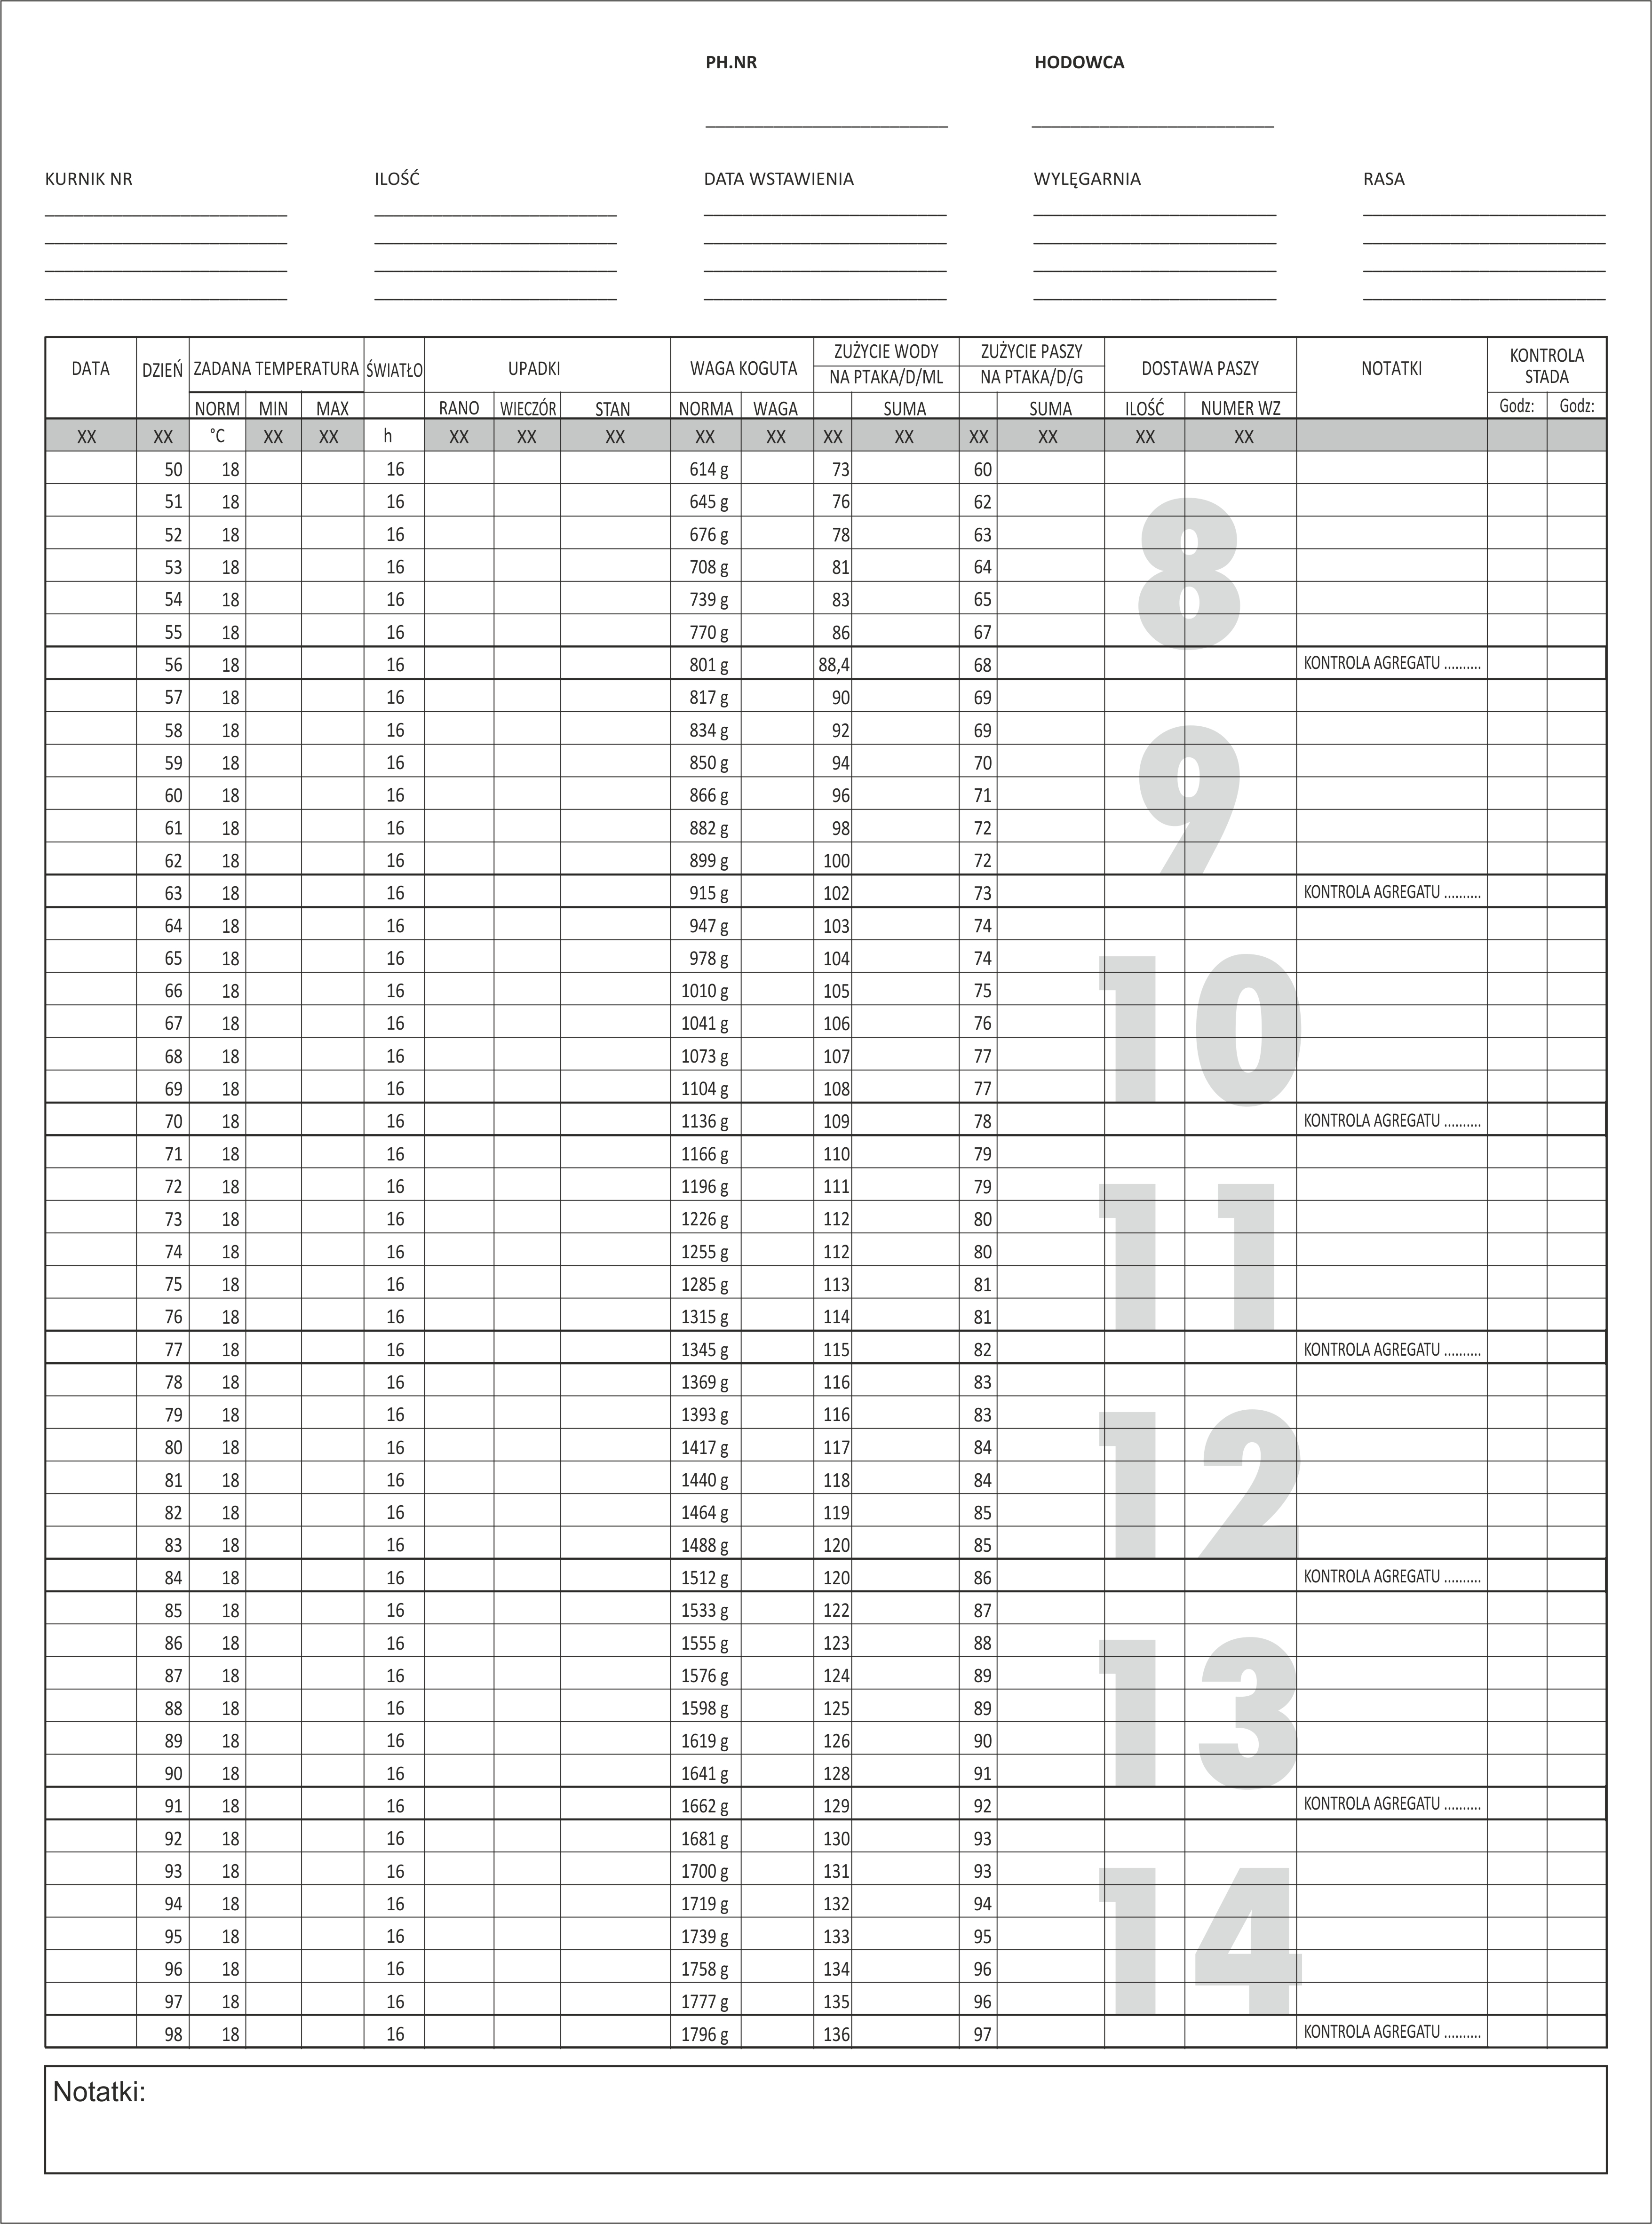 PH.NR HODOWCA
KURNIK NR ILOŚĆ DATA WSTAWIENIA WYLĘGARNIA RASA
DATA DZIEŃ ZADANA TEMPERATURA ŚWIATŁO UPADKI WAGA KOGUTA ZUŻYCIE WODY ZUŻYCIE PASZY DOSTAWA PASZY NOTATKI KONTROLA STADA
NA PTAKA/D/ML NA PTAKA/D/G
NORM MIN MAX RANO WIECZÓR STAN NORMA WAGA SUMA SUMA ILOŚĆ NUMER WZ Godz: Godz:
XX XX °C XX XX h XX XX XX XX XX XX XX XX XX XX XX
50 18 16 614 g 73 60
51 18 16 645 g 76 62
52 18 16 676 g 78 63
53 18 16 708 g 81 64
54 18 16 739 g 83 65
55 18 16 770 g 86 67
8
56 18 16 801 g 88,4 68 KONTROLA AGREGATU ..........
57 18 16 817 g 90 69
58 18 16 834 g 92 69
59 18 16 850 g 94 70
60 18 16 866 g 96 71
61 18 16 882 g 98 72
62 18 16 899 g 100 72
9
63 18 16 915 g 102 73 KONTROLA AGREGATU ..........
64 18 16 947 g 103 74
65 18 16 978 g 104 74
66 18 16 1010 g 105 75
67 18 16 1041 g 106 76
68 18 16 1073 g 107 77
69 18 16 1104 g 108 77
10
70 18 16 1136 g 109 78 KONTROLA AGREGATU ..........
71 18 16 1166 g 110 79
72 18 16 1196 g 111 79
73 18 16 1226 g 112 80
74 18 16 1255 g 112 80
75 18 16 1285 g 113 81
76 18 16 1315 g 114 81
11
77 18 16 1345 g 115 82 KONTROLA AGREGATU ..........
78 18 16 1369 g 116 83
79 18 16 1393 g 116 83
80 18 16 1417 g 117 84
81 18 16 1440 g 118 84
82 18 16 1464 g 119 85
83 18 16 1488 g 120 85
12
84 18 16 1512 g 120 86 KONTROLA AGREGATU ..........
85 18 16 1533 g 122 87
86 18 16 1555 g 123 88
87 18 16 1576 g 124 89
88 18 16 1598 g 125 89
89 18 16 1619 g 126 90
90 18 16 1641 g 128 91
13
91 18 16 1662 g 129 92 KONTROLA AGREGATU ..........
92 18 16 1681 g 130 93
93 18 16 1700 g 131 93
94 18 16 1719 g 132 94
95 18 16 1739 g 133 95
96 18 16 1758 g 134 96
97 18 16 1777 g 135 96
14
98 18 16 1796 g 136 97 KONTROLA AGREGATU ..........
Notatki: